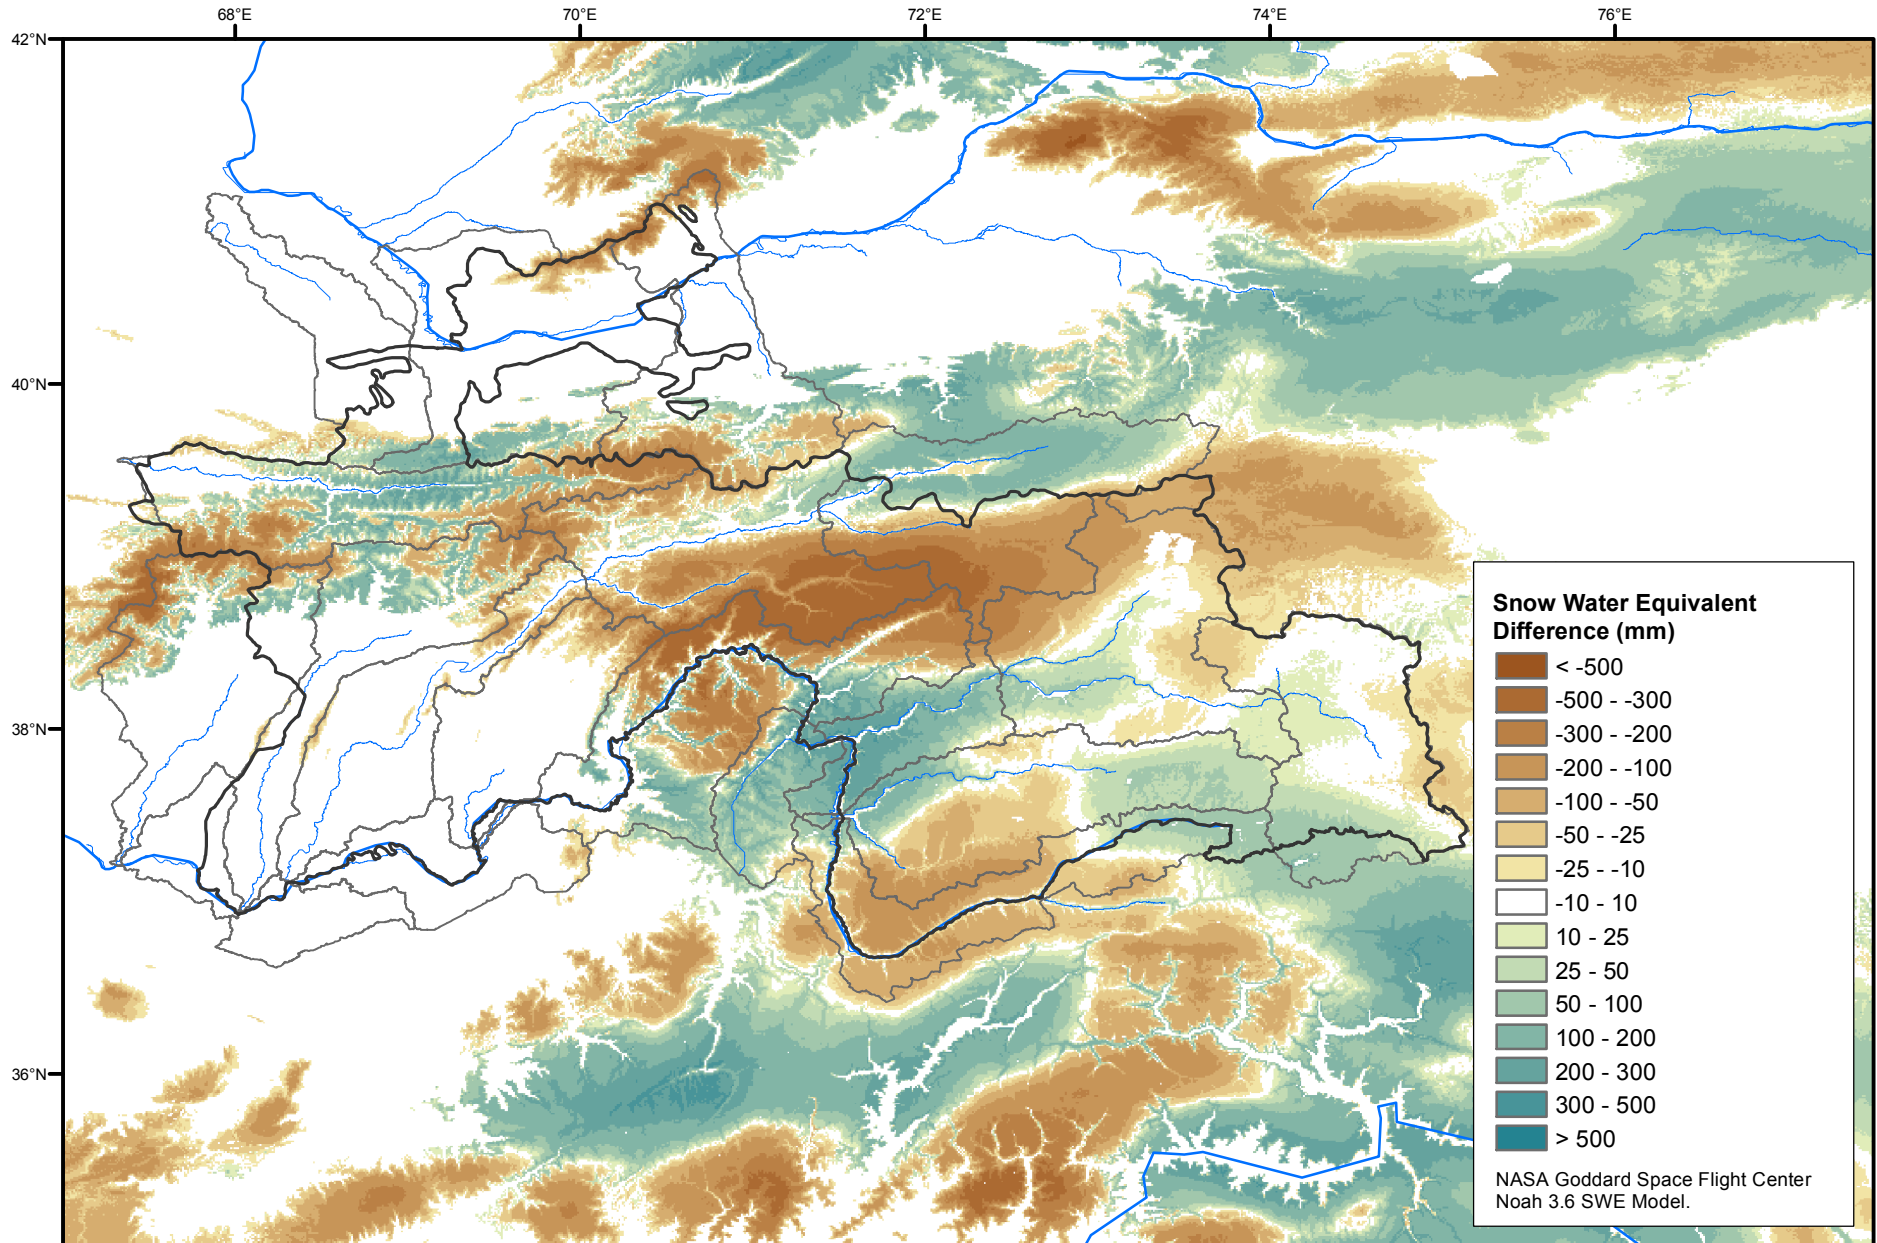 68°E 70°E 72°E 74°E 76°E
42°N
40°N
38°N
36°N
Snow Water Equivalent
Difference (mm)
< -500
-500 - -300
-300 - -200
-200 - -100
-100 - -50
-50 - -25
-25 - -10
-10 - 10
10 - 25
25 - 50
50 - 100
100 - 200
200 - 300
300 - 500
> 500
NASA Goddard Space Flight Center
Noah 3.6 SWE Model.